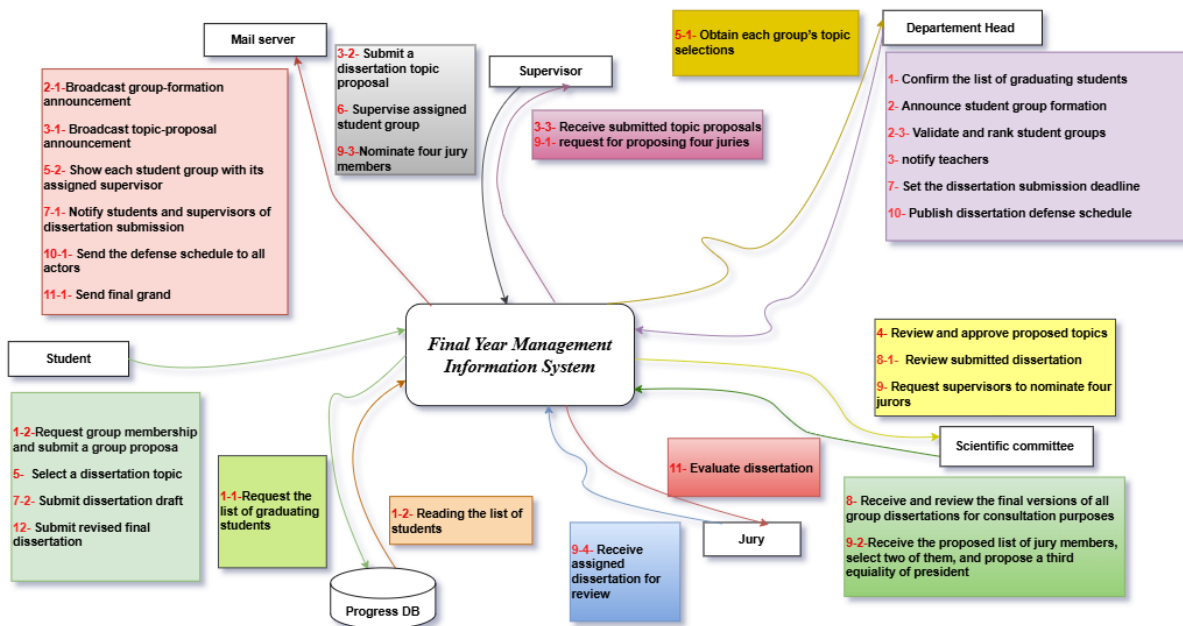 Mail server
2-1-Broadcast group-formation
announcement
3-1- Broadcast topic-proposal
announcement
5-2- Show each student group with its
assigned supervisor
7-1- Notify students and supervisors of
dissertation submission
10-1- Send the defense schedule to all
actors
11-1- Send final grand
3-2- Submit a
dissertation topic
proposal
6- Supervise assigned
student group
9-3-Nominate four jury
members
Supervisor
3-3- Receive submitted topic proposals
9-1- request for proposing four juries
5-1- Obtain each group's topic
selections
Departement Head
1- Confirm the list of graduating students
2- Announce student group formation
2-3- Validate and rank student groups
3- notify teachers
7- Set the dissertation submission deadline
10- Publish dissertation defense schedule
Final Year Management
Information System
Student
1-2-Request group membership
and submit a group proposa
5- Select a dissertation topic
7-2- Submit dissertation draft
12- Submit revised final
dissertation
1-1-Request the
list of graduating
students
1-2- Reading the list of
students
Progress DB
9-4- Receive
assigned
dissertation for
review
11- Evaluate dissertation
Jury
4- Review and approve proposed topics
8-1- Review submitted dissertation
9- Request supervisors to nominate four
jurors
Scientific committee
8- Receive and review the final versions of all
group dissertations for consultation purposes
9-2-Receive the proposed list of jury members,
select two of them, and propose a third
equiality of president